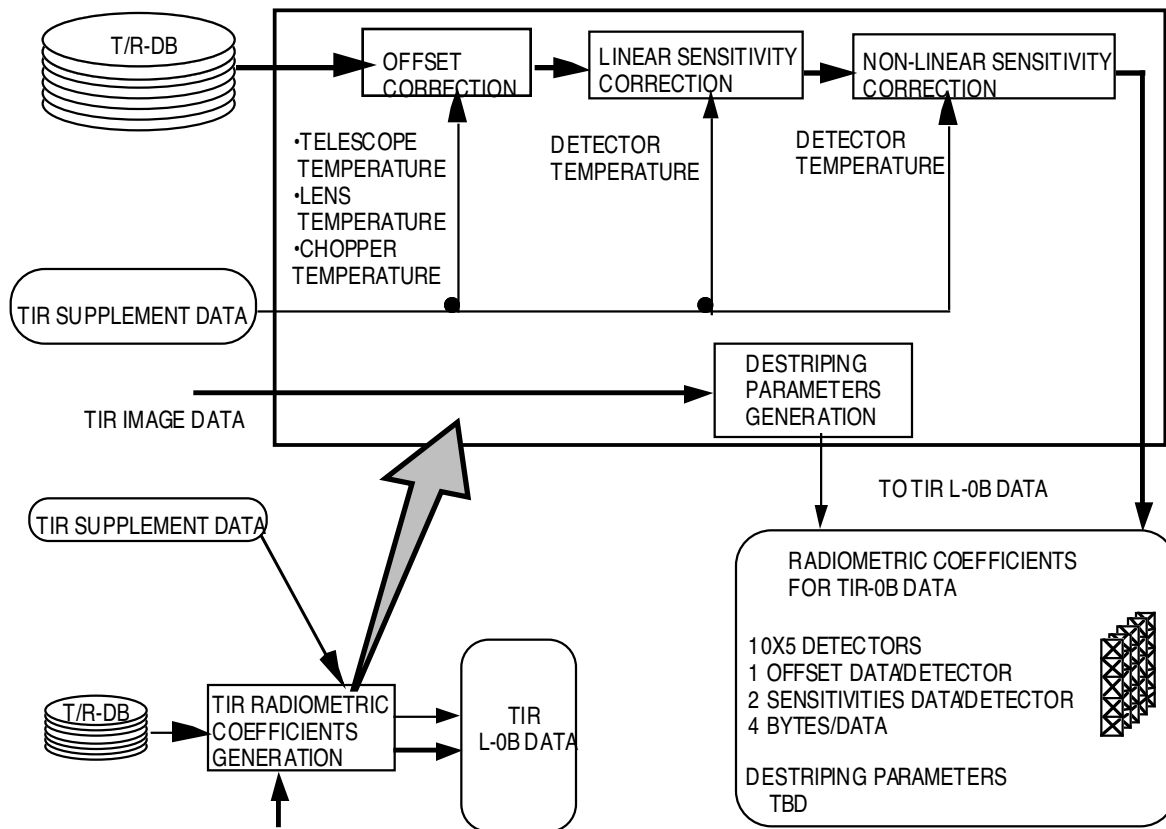 T/R-DB
OFFSET
CORRECTION
LINEAR SENSITIVITY
CORRECTION
NON-LINEAR SENSITIVITY
CORRECTION
•TELESCOPE
TEMPERATURE
•LENS
TEMPERATURE
•CHOPPER
TEMPERATURE
DETECTOR
TEMPERATURE
DETECTOR
TEMPERATURE
TIR SUPPLEMENT DATA
DESTRIPING
PARAMETERS
GENERATION
TIR IMAGE DATA
TO TIR L-0B DATA
TIR SUPPLEMENT DATA
RADIOMETRIC COEFFICIENTS
FOR TIR-0B DATA
10X5 DETECTORS
1 OFFSET DATA/DETECTOR
2 SENSITIVITIES DATA/DETECTOR
4 BYTES/DATA
DESTRIPING PARAMETERS
TBD
T/R-DB
TIR RADIOMETRIC
COEFFICIENTS
GENERATION
TIR
L-0B DATA